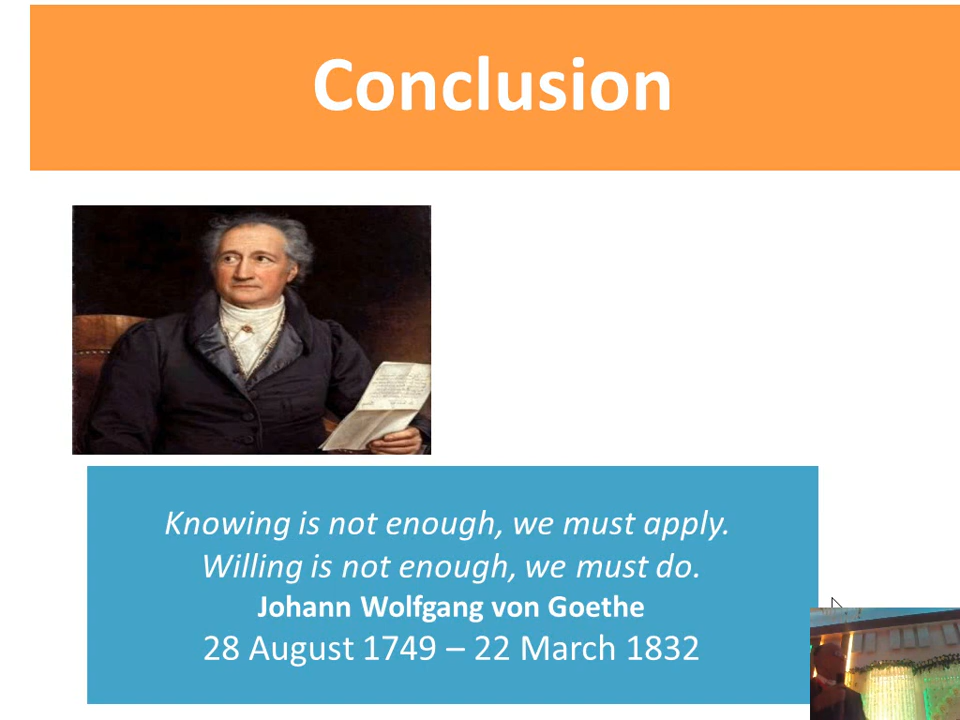 Conclusion
Knowing is not enough, we must apply.
Willing is not enough, we must do.
Johann Wolfgang von Goethe
28 August 1749 – 22 March 1832